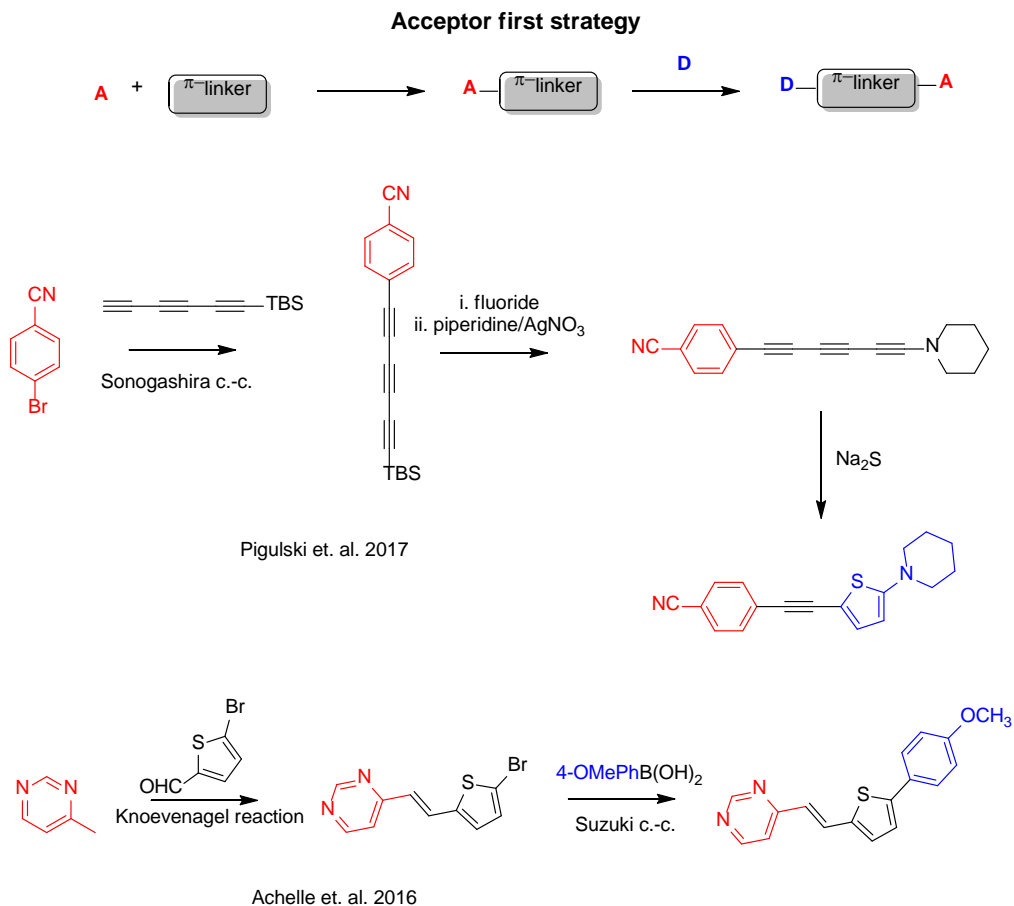 Acceptor first strategy
A + π–linker A π–linker D D π–linker A
CN
CN
TBS
Br
Sonogashira c.-c.
TBS
i. fluoride
ii. piperidine/AgNO3
NC
N
Na2S
Pigulski et. al. 2017
NC
S
N
N
N
OHC
S
Br
Knoevenagel reaction
N
N
S
Br
4-OMePhB(OH)2
Suzuki c.-c.
N
N
S
OCH3
Achelle et. al. 2016